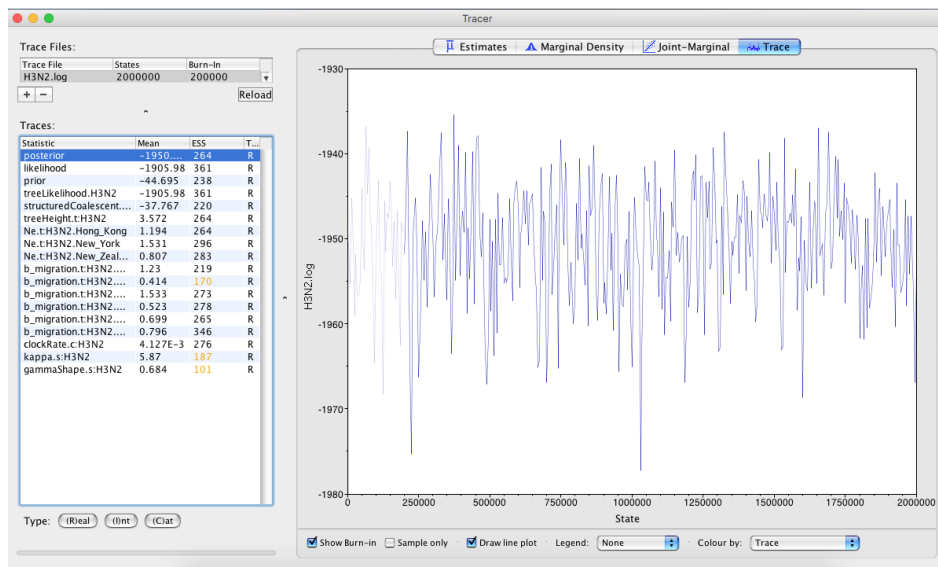 Tracer
Trace Files:
Trace File States Burn-In
H3N2.log 2000000 200000
+ − Reload
Traces:
Statistic Mean ESS T...
posterior -1950.... 264 R
likelihood -1905.98 361 R
prior -44.695 238 R
treeLikelihood.H3N2 -1905.98 361 R
structuredCoalescent.... -37.767 220 R
treeHeight.t:H3N2 3.572 264 R
Ne.t:H3N2.Hong_Kong 1.194 264 R
Ne.t:H3N2.New_York 1.531 296 R
Ne.t:H3N2.New_Zeal... 0.807 283 R
b_migration.t:H3N2.... 1.23 219 R
b_migration.t:H3N2.... 0.414 170 R
b_migration.t:H3N2.... 1.533 273 R
b_migration.t:H3N2.... 0.523 278 R
b_migration.t:H3N2.... 0.699 265 R
b_migration.t:H3N2.... 0.796 346 R
clockRate.c:H3N2 4.127E-3 276 R
kappa.s:H3N2 5.87 187 R
gammaShape.s:H3N2 0.684 101 R
Type: (R)eal (I)nt (C)at
Estimates Marginal Density Joint-Marginal Trace
-1930
-1940
-1950
-1960
-1970
-1980
H3N2.log
0 250000 500000 750000 1000000 1250000 1500000 1750000 2000000
State
Show Burn-in Sample only Draw line plot Legend: None Colour by: Trace